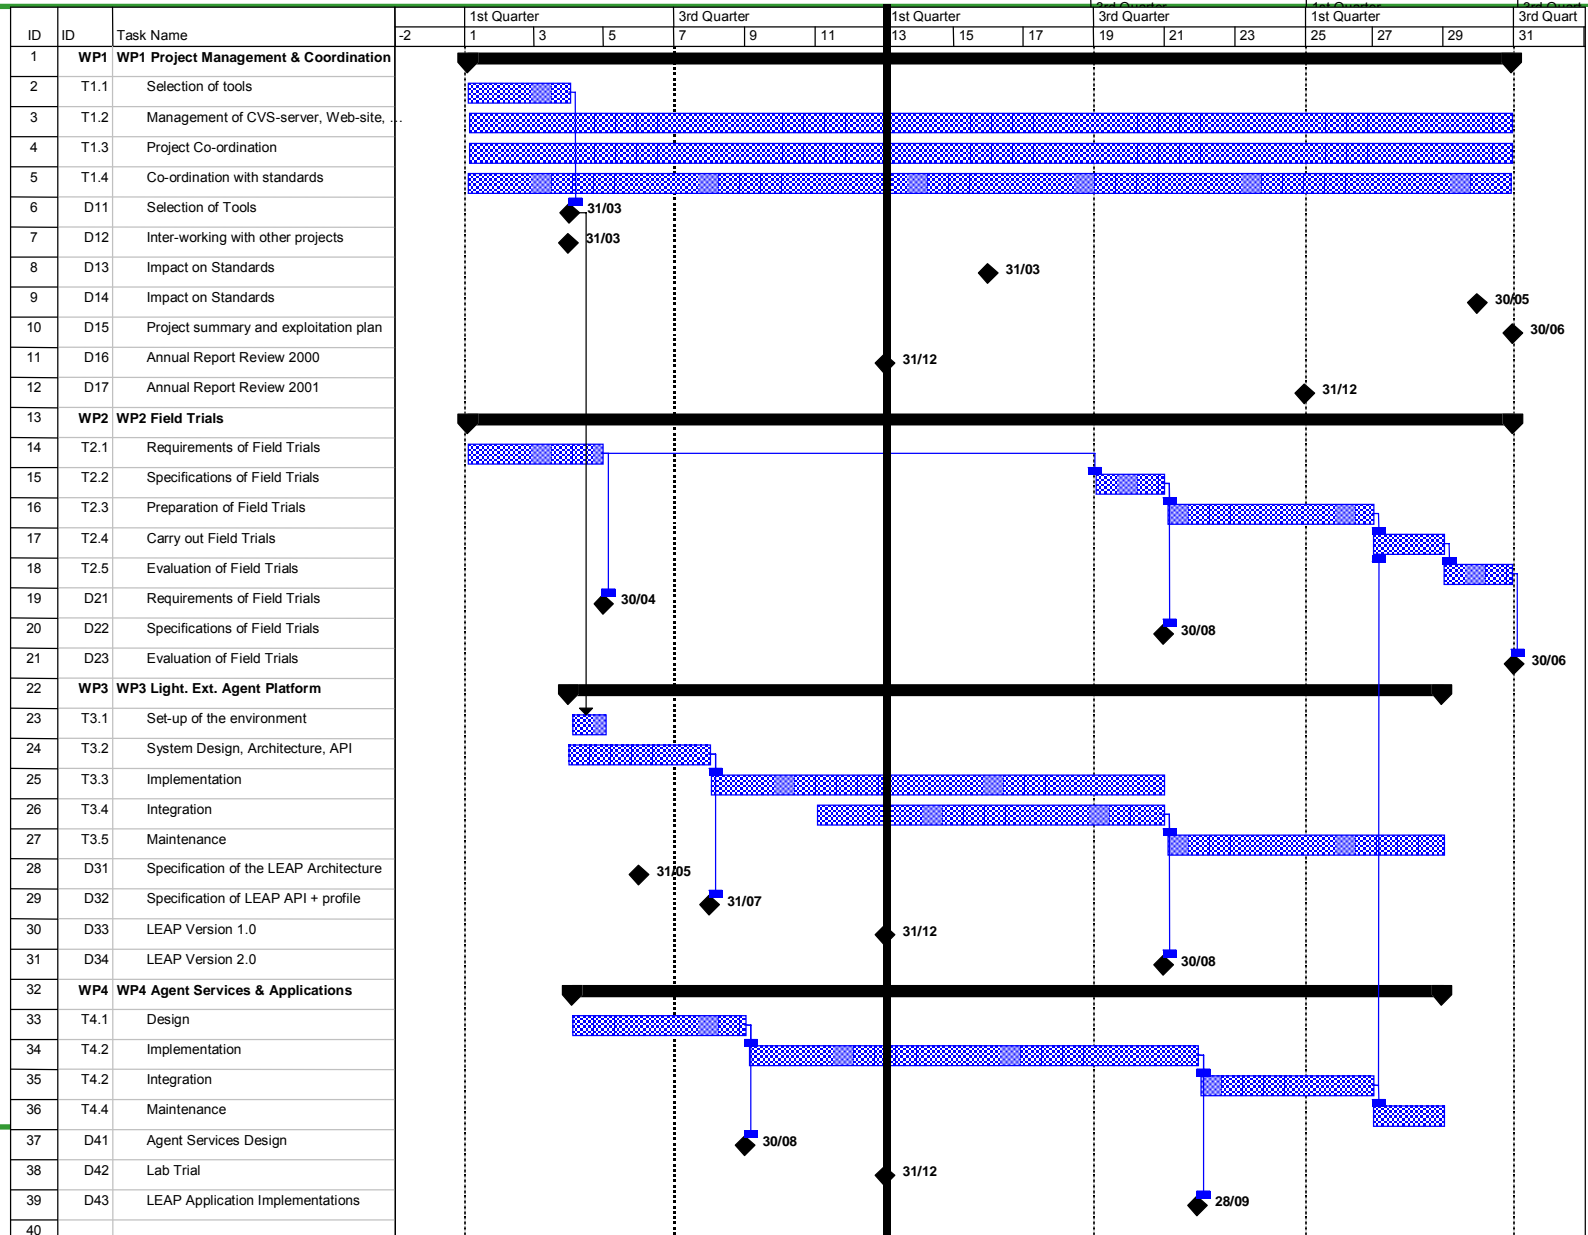 3rd Quarter 1st Quarter 3rd Quart
1st Quarter 3rd Quarter 1st Quarter 3rd Quarter 1st Quarter 3rd Quart
ID ID Task Name -2 1 3 5 7 9 11 13 15 17 19 21 23 25 27 29 31
1 WP1 WP1 Project Management & Coordination
2 T1.1 Selection of tools
3 T1.2 Management of CVS-server, Web-site, ...
4 T1.3 Project Co-ordination
5 T1.4 Co-ordination with standards
6 D11 Selection of Tools 31/03
7 D12 Inter-working with other projects 31/03
8 D13 Impact on Standards 31/03
9 D14 Impact on Standards 30/05
10 D15 Project summary and exploitation plan 30/06
11 D16 Annual Report Review 2000 31/12
12 D17 Annual Report Review 2001 31/12
13 WP2 WP2 Field Trials
14 T2.1 Requirements of Field Trials
15 T2.2 Specifications of Field Trials
16 T2.3 Preparation of Field Trials
17 T2.4 Carry out Field Trials
18 T2.5 Evaluation of Field Trials
19 D21 Requirements of Field Trials 30/04
20 D22 Specifications of Field Trials 30/08
21 D23 Evaluation of Field Trials 30/06
22 WP3 WP3 Light. Ext. Agent Platform
23 T3.1 Set-up of the environment
24 T3.2 System Design, Architecture, API
25 T3.3 Implementation
26 T3.4 Integration
27 T3.5 Maintenance
28 D31 Specification of the LEAP Architecture 31/05
29 D32 Specification of LEAP API + profile 31/07
30 D33 LEAP Version 1.0 31/12
31 D34 LEAP Version 2.0 30/08
32 WP4 WP4 Agent Services & Applications
33 T4.1 Design
34 T4.2 Implementation
35 T4.2 Integration
36 T4.4 Maintenance
37 D41 Agent Services Design 30/08
38 D42 Lab Trial 31/12
39 D43 LEAP Application Implementations 28/09
40